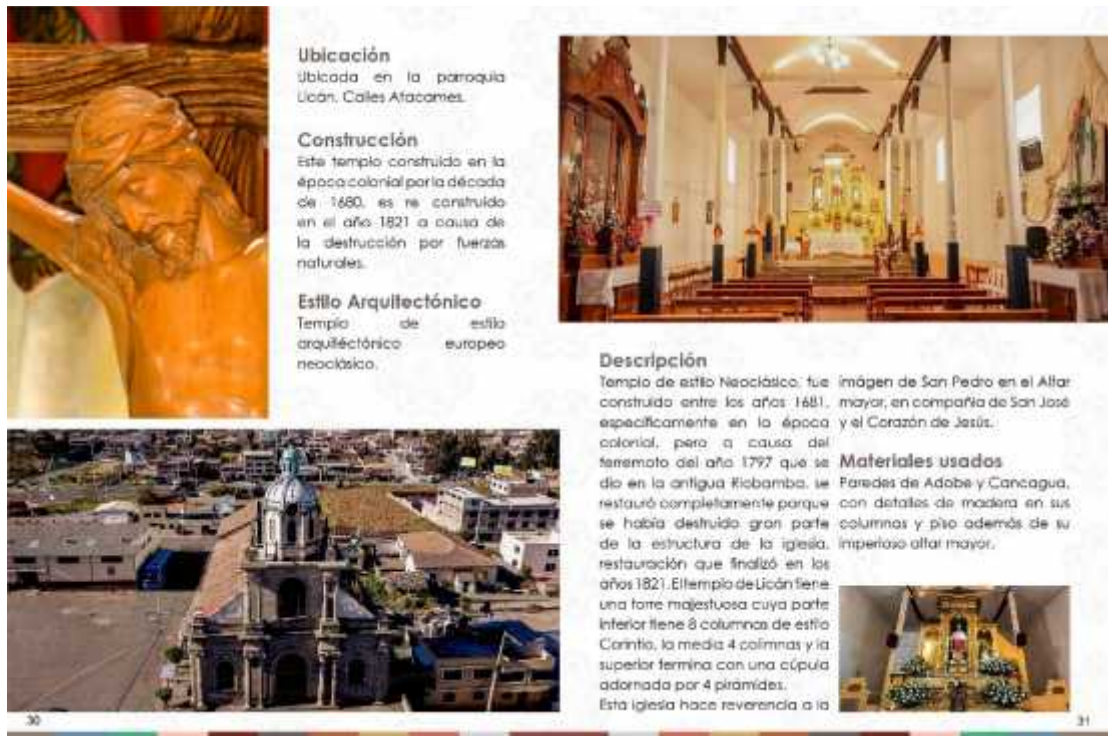 Ubicación
Ubicada en la parroquia
Licán, Calles Atacames.
Construcción
Este templo construido en la
época colonial por la década
de 1680, es re construido
en el año 1821 a causa de
la destrucción por fuerzas
naturales.
Estilo Arquitectónico
Templo de estilo
arquitéctónico europeo
neoclásico.
30
Descripción
Templo de estilo Neoclásico, fue
construido entre los años 1681,
específicamente en la época
colonial, pero a causa del
terremoto del año 1797 que se
dio en la antigua Riobamba, se
restauró completamente porque
se había destruido gran parte
de la estructura de la iglesia,
restauración que finalizó en los
años 1821. El templo de Licán tiene
una torre majestuosa cuya parte
inferior tiene 8 columnas de estilo
Corintio, la media 4 colimnas y la
superior termina con una cúpula
adornada por 4 pirámides.
Esta iglesia hace reverencia a la
imágen de San Pedro en el Altar
mayor, en compañía de San José
y el Corazón de Jesús.
Materiales usados
Paredes de Adobe y Cancagua,
con detalles de madera en sus
columnas y piso además de su
imperioso altar mayor.
31